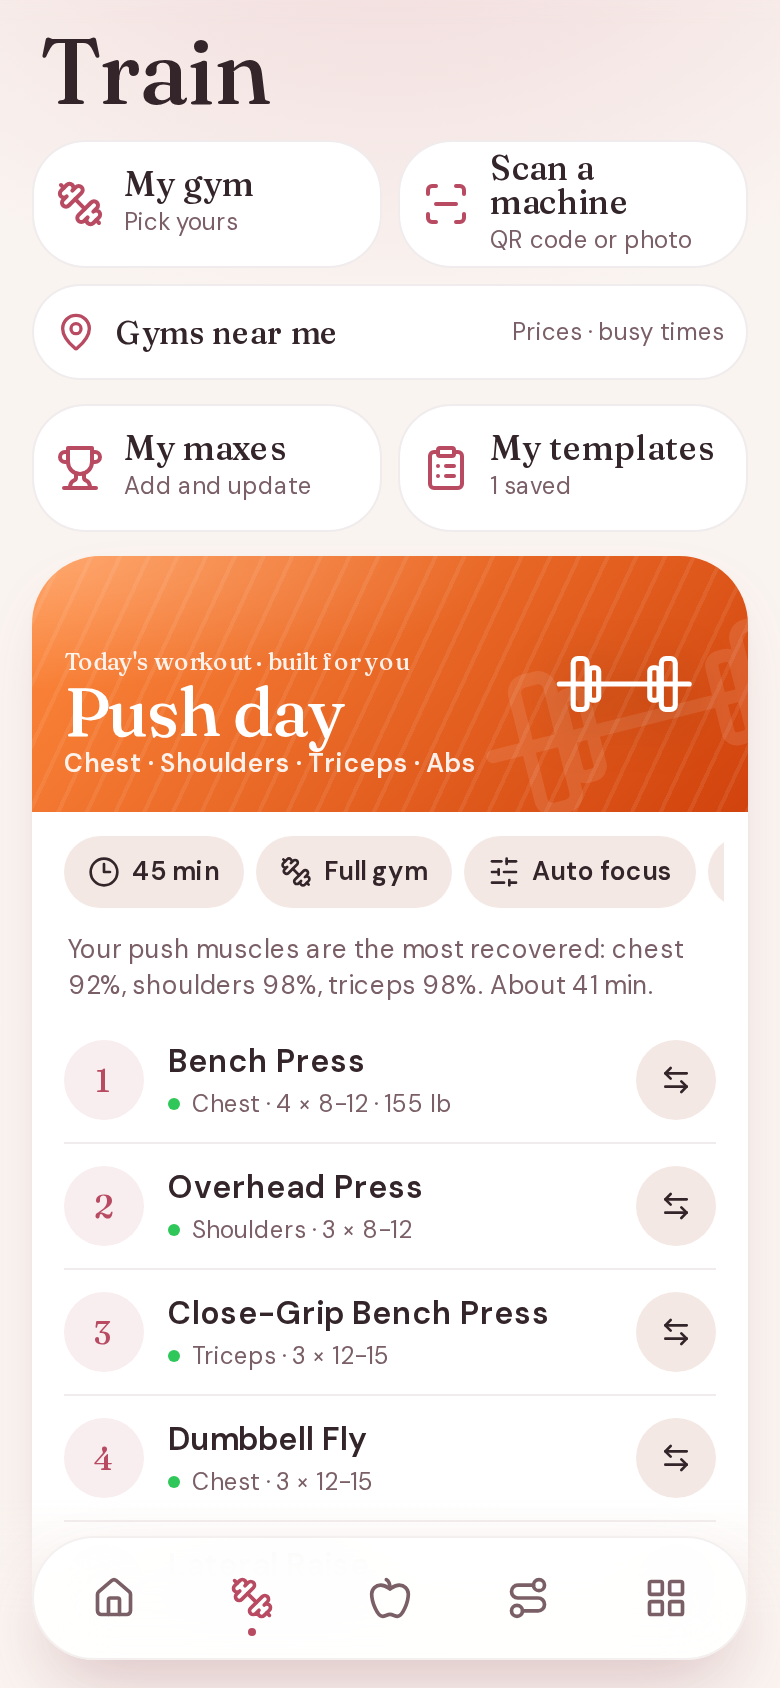 Train
My gym
Pick yours
Scan a
machine
QR code or photo
Gyms near me
Prices · busy times
My maxes
Add and update
My templates
1 saved
Today's workout · built for you
Push day
Chest · Shoulders · Triceps · Abs
45 min
Full gym
Auto focus
Your push muscles are the most recovered: chest
92%, shoulders 98%, triceps 98%. About 41 min.
1
Bench Press
Chest · 4 × 8–12 · 155 lb
2
Overhead Press
Shoulders · 3 × 8–12
3
Close-Grip Bench Press
Triceps · 3 × 12–15
4
Dumbbell Fly
Chest · 3 × 12–15